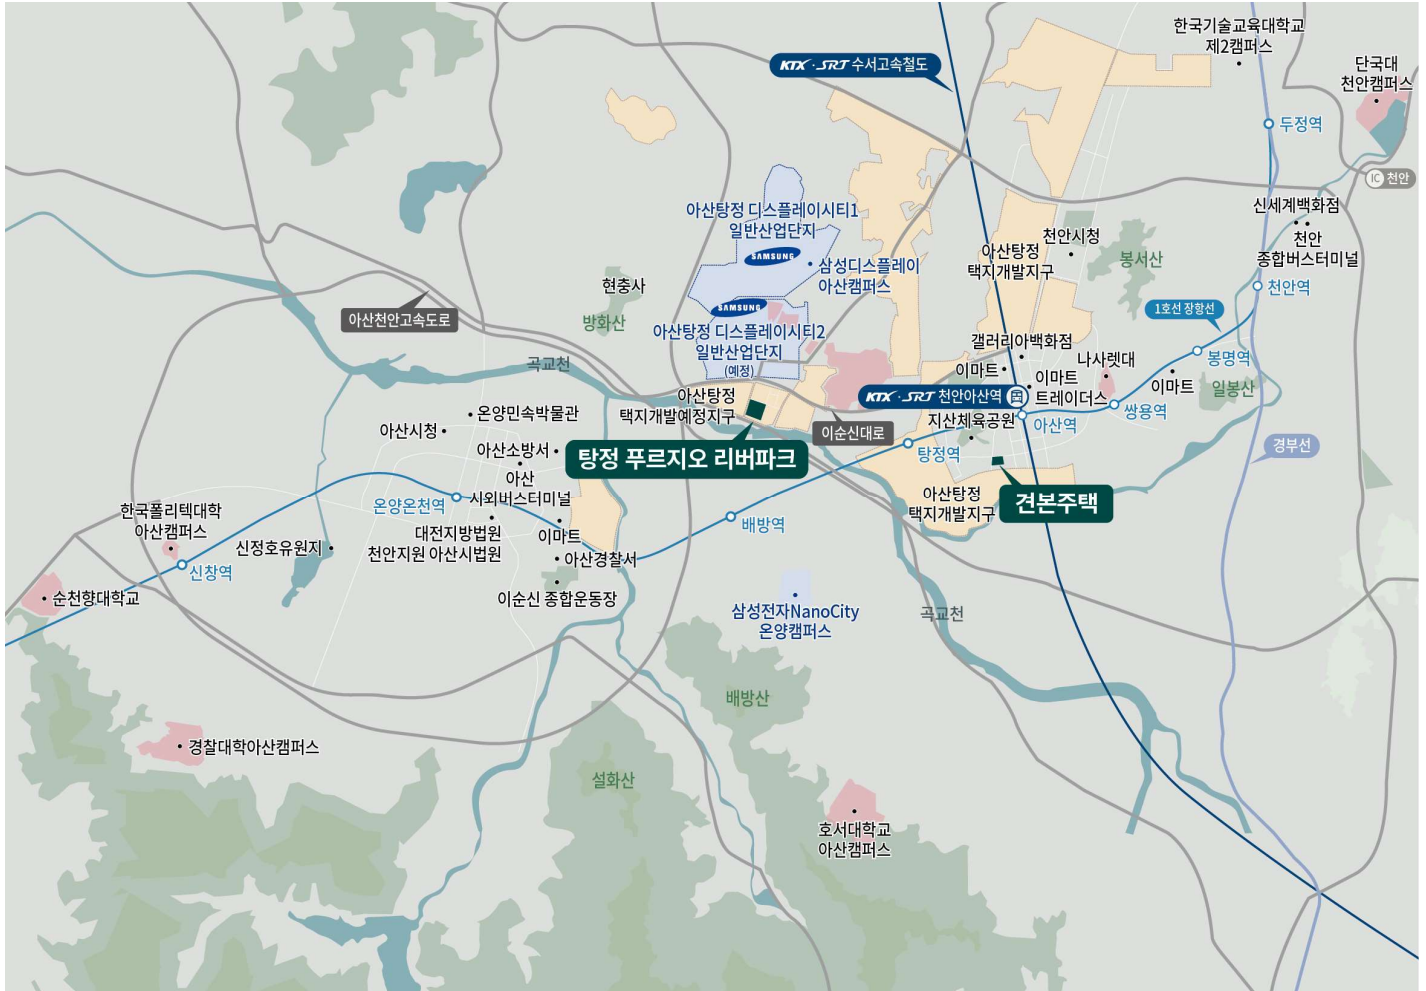 한국기술교육대학교
제2캠퍼스
KTX · SRT 수서고속철도
단국대
천안캠퍼스
두정역
IC 천안
신세계백화점
아산탕정 디스플레이시티1
일반산업단지
SAMSUNG
삼성디스플레이
아산캠퍼스
천안시청
아산탕정
택지개발지구
봉서산
천안
종합버스터미널
천안역
현충사
방화산
SAMSUNG
아산탕정 디스플레이시티2
일반산업단지
(예정)
아산천안고속도로
1호선 장항선
갤러리아백화점
나사렛대
봉명역
곡교천
이마트
이마트
트레이더스
이마트
일봉산
아산탕정
택지개발예정지구
KTX · SRT 천안아산역
쌍용역
온양민속박물관
아산시청
이순신대로
지산체육공원
아산역
경부선
아산소방서
탕정 푸르지오 리버파크
탕정역
아산
시외버스터미널
온양온천역
아산탕정
택지개발지구
견본주택
한국폴리텍대학
아산캠퍼스
배방역
대전지방법원
천안지원 아산시법원
이마트
신정호유원지
아산경찰서
신창역
순천향대학교
이순신 종합운동장
삼성전자NanoCity
온양캠퍼스
곡교천
배방산
경찰대학아산캠퍼스
설화산
호서대학교
아산캠퍼스